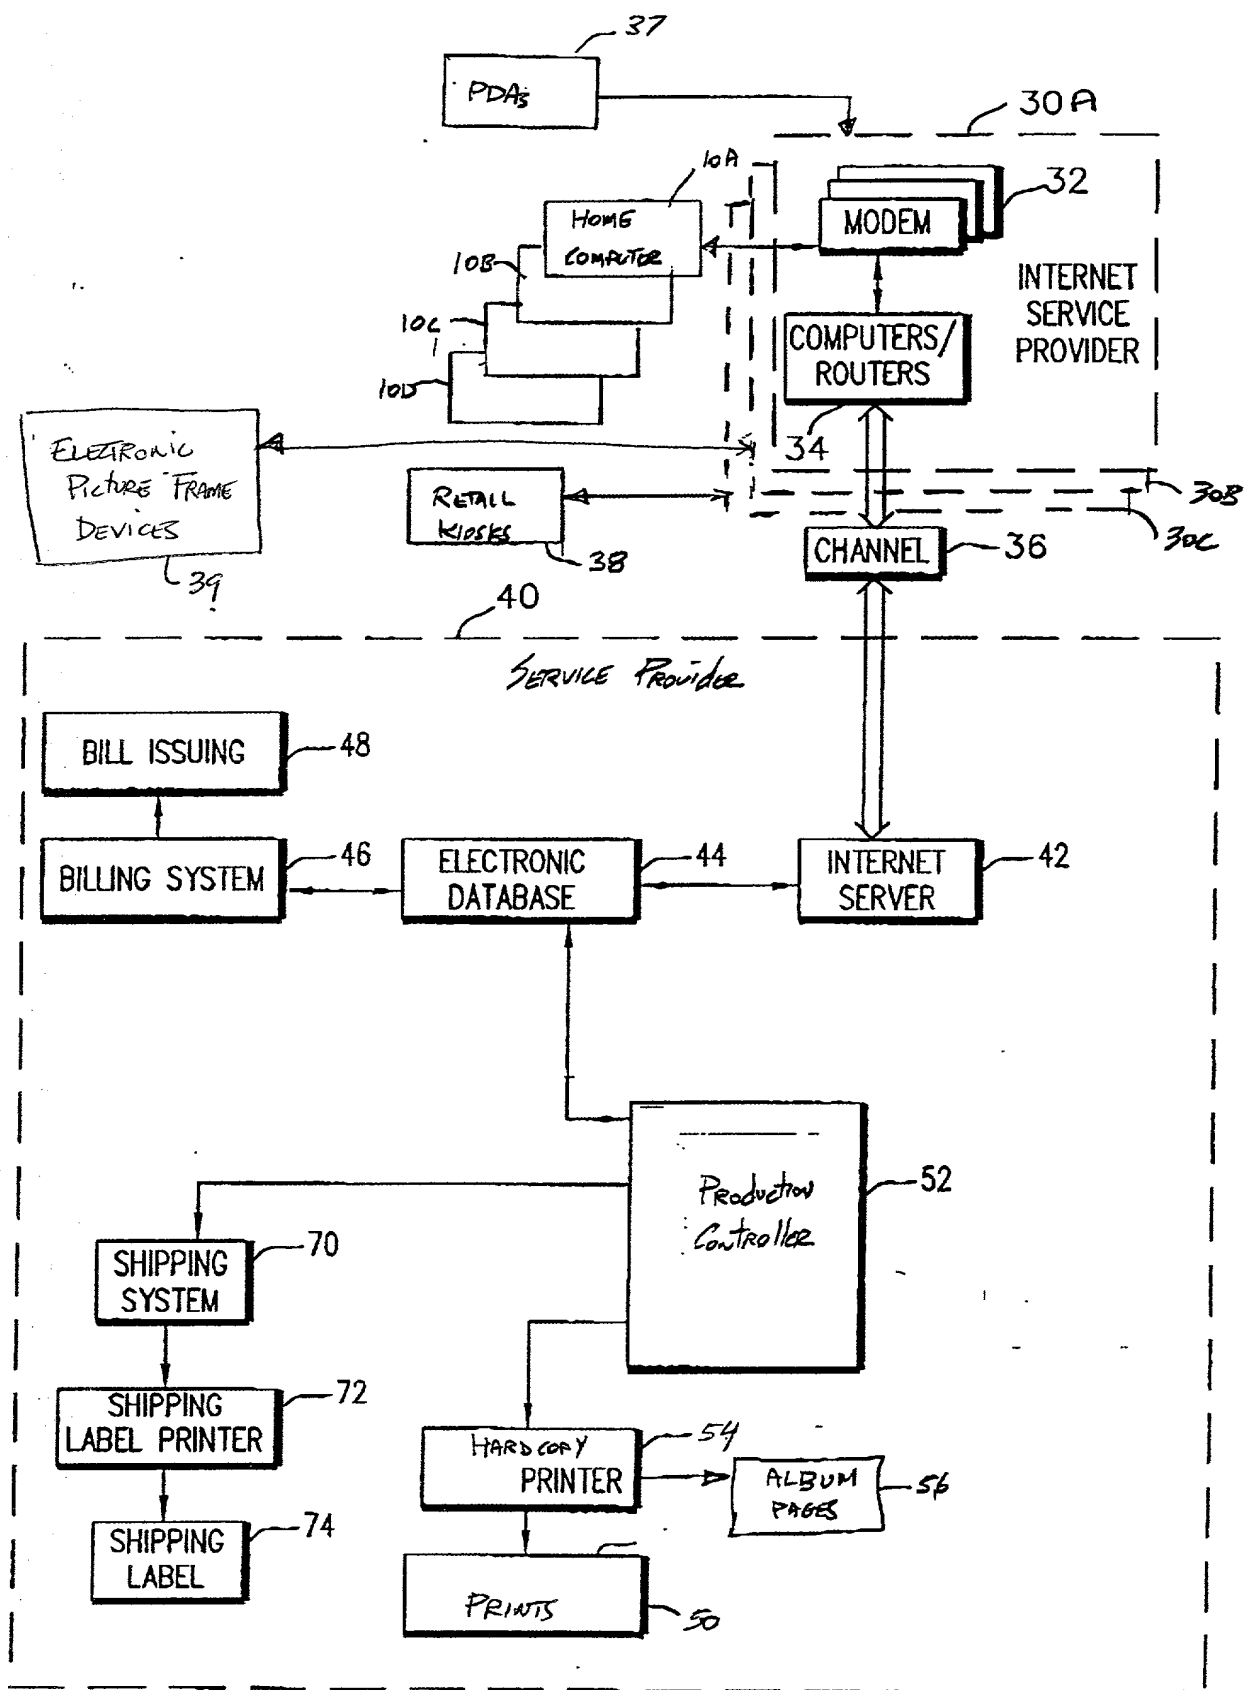 37
PDAs
30A
10A
32
HOME
COMPUTER
MODEM
10B
INTERNET
SERVICE
PROVIDER
10C
COMPUTERS/
ROUTERS
10D
34
ELECTRONIC
PICTURE FRAME
DEVICES
RETAIL
KIOSKS
30B
30C
CHANNEL
36
38
39
40
SERVICE PROVIDER
BILL ISSUING
48
BILLING SYSTEM
46
ELECTRONIC
DATABASE
44
INTERNET
SERVER
42
Production
Controller
52
SHIPPING
SYSTEM
70
SHIPPING
LABEL PRINTER
72
HARDCOPY
PRINTER
54
ALBUM
PAGES
56
SHIPPING
LABEL
74
PRINTS
50